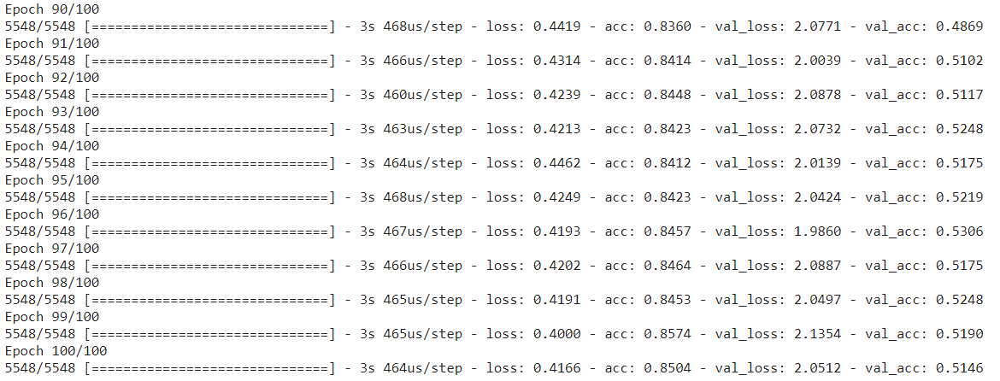 Epoch 90/100
5548/5548 [==============================] - 3s 468us/step - loss: 0.4419 - acc: 0.8360 - val_loss: 2.0771 - val_acc: 0.4869
Epoch 91/100
5548/5548 [==============================] - 3s 466us/step - loss: 0.4314 - acc: 0.8414 - val_loss: 2.0039 - val_acc: 0.5102
Epoch 92/100
5548/5548 [==============================] - 3s 460us/step - loss: 0.4239 - acc: 0.8448 - val_loss: 2.0878 - val_acc: 0.5117
Epoch 93/100
5548/5548 [==============================] - 3s 463us/step - loss: 0.4213 - acc: 0.8423 - val_loss: 2.0732 - val_acc: 0.5248
Epoch 94/100
5548/5548 [==============================] - 3s 464us/step - loss: 0.4462 - acc: 0.8412 - val_loss: 2.0139 - val_acc: 0.5175
Epoch 95/100
5548/5548 [==============================] - 3s 468us/step - loss: 0.4249 - acc: 0.8423 - val_loss: 2.0424 - val_acc: 0.5219
Epoch 96/100
5548/5548 [==============================] - 3s 467us/step - loss: 0.4193 - acc: 0.8457 - val_loss: 1.9860 - val_acc: 0.5306
Epoch 97/100
5548/5548 [==============================] - 3s 466us/step - loss: 0.4202 - acc: 0.8464 - val_loss: 2.0887 - val_acc: 0.5175
Epoch 98/100
5548/5548 [==============================] - 3s 465us/step - loss: 0.4191 - acc: 0.8453 - val_loss: 2.0497 - val_acc: 0.5248
Epoch 99/100
5548/5548 [==============================] - 3s 465us/step - loss: 0.4000 - acc: 0.8574 - val_loss: 2.1354 - val_acc: 0.5190
Epoch 100/100
5548/5548 [==============================] - 3s 464us/step - loss: 0.4166 - acc: 0.8504 - val_loss: 2.0512 - val_acc: 0.5146